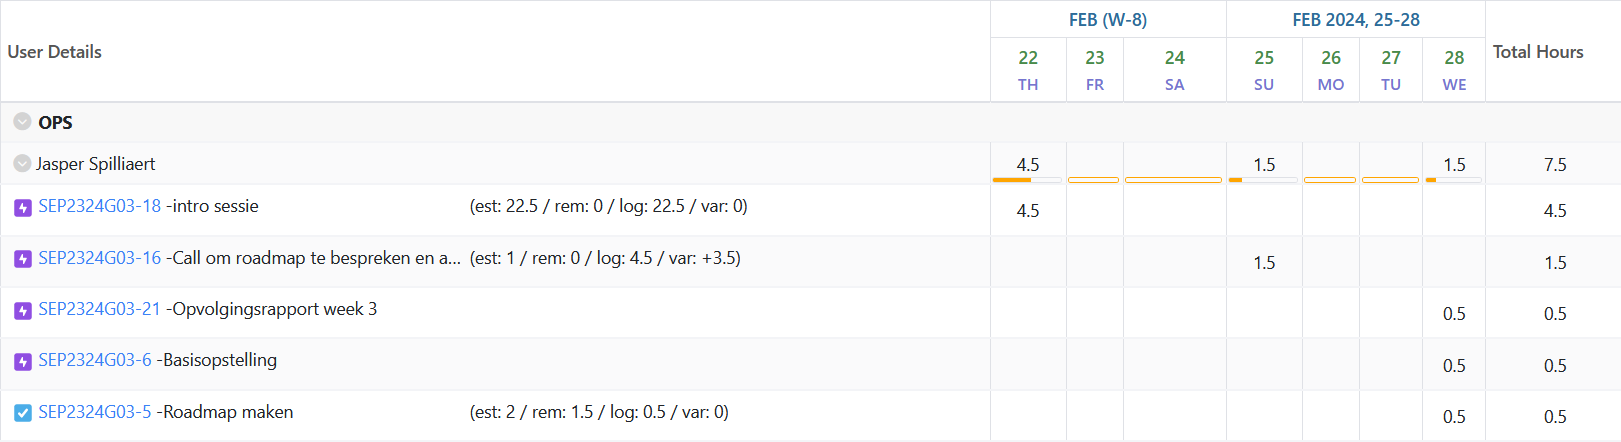 User Details FEB (W-8) FEB 2024, 25-28 Total Hours
22 23 24 25 26 27 28
TH FR SA SU MO TU WE
OPS
Jasper Spilliaert 4.5 1.5 1.5 7.5
SEP2324G03-18 -intro sessie (est: 22.5 / rem: 0 / log: 22.5 / var: 0) 4.5 4.5
SEP2324G03-16 -Call om roadmap te bespreken en a... (est: 1 / rem: 0 / log: 4.5 / var: +3.5) 1.5 1.5
SEP2324G03-21 -Opvolgingsrapport week 3 0.5 0.5
SEP2324G03-6 -Basisopstelling 0.5 0.5
SEP2324G03-5 -Roadmap maken (est: 2 / rem: 1.5 / log: 0.5 / var: 0) 0.5 0.5